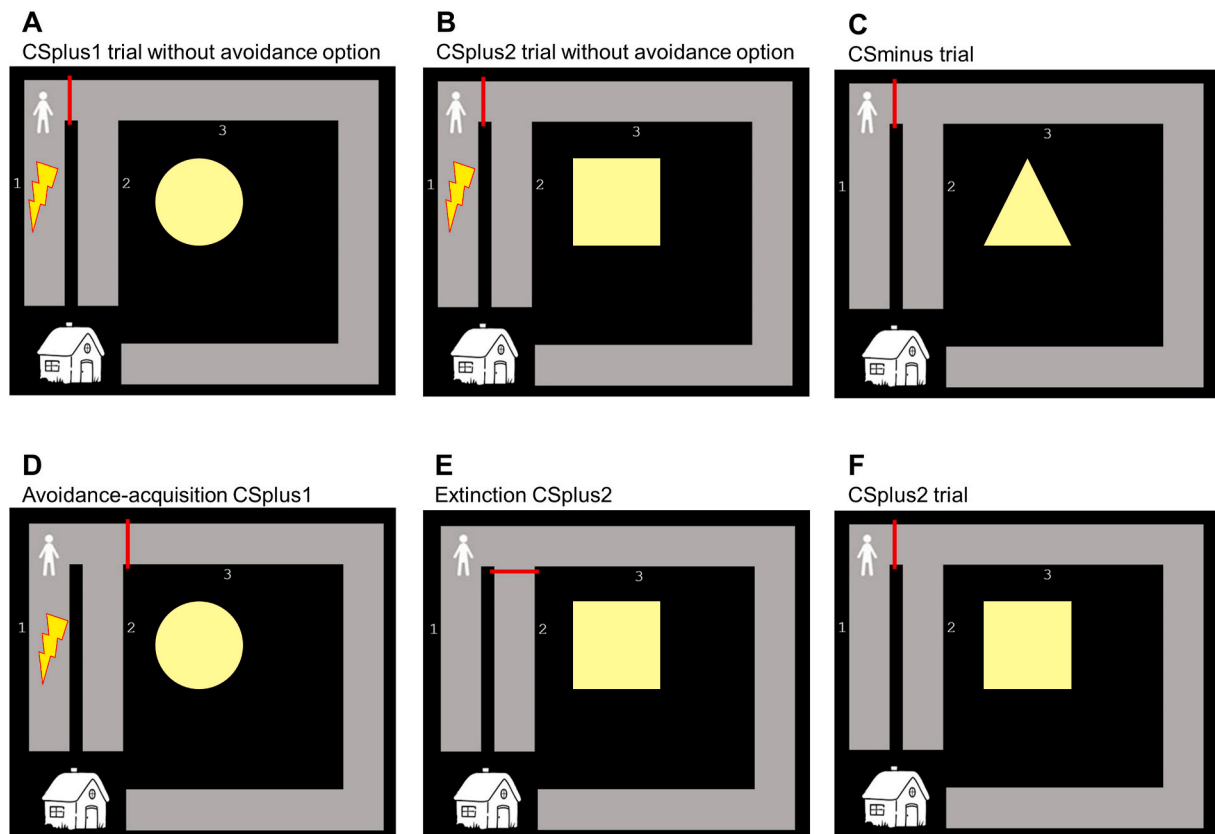 A
CSplus1 trial without avoidance option
3
1
2
B
CSplus2 trial without avoidance option
3
1
2
C
CSminus trial
3
1
2
D
Avoidance-acquisition CSplus1
3
1
2
E
Extinction CSplus2
3
1
2
F
CSplus2 trial
3
1
2